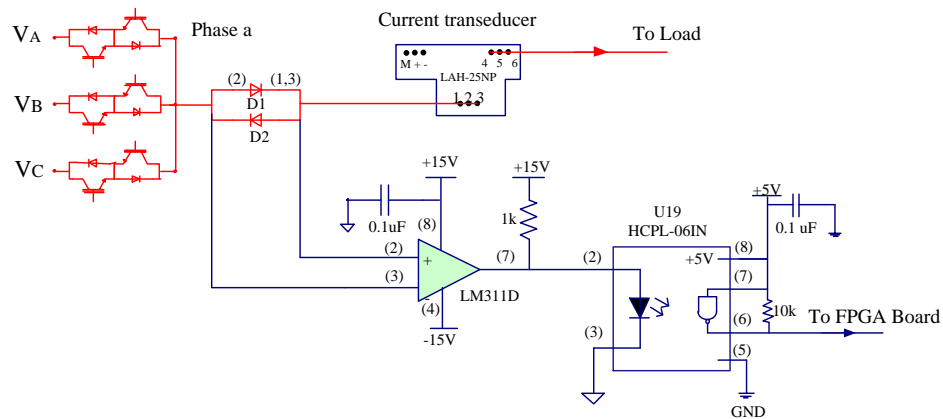 Current transeducer
VA
Phase a
To Load
M + -
4 5 6
LAH-25NP
1 2 3
(2)
(1,3)
D1
D2
VB
VC
+15V
+15V
+5V
0.1uF
(8)
1k
U19
HCPL-06IN
0.1 uF
(2)
+
(7)
(2)
+5V
(8)
(7)
(3)
-
LM311D
(4)
10k
(6)
To FPGA Board
-15V
(3)
(5)
GND